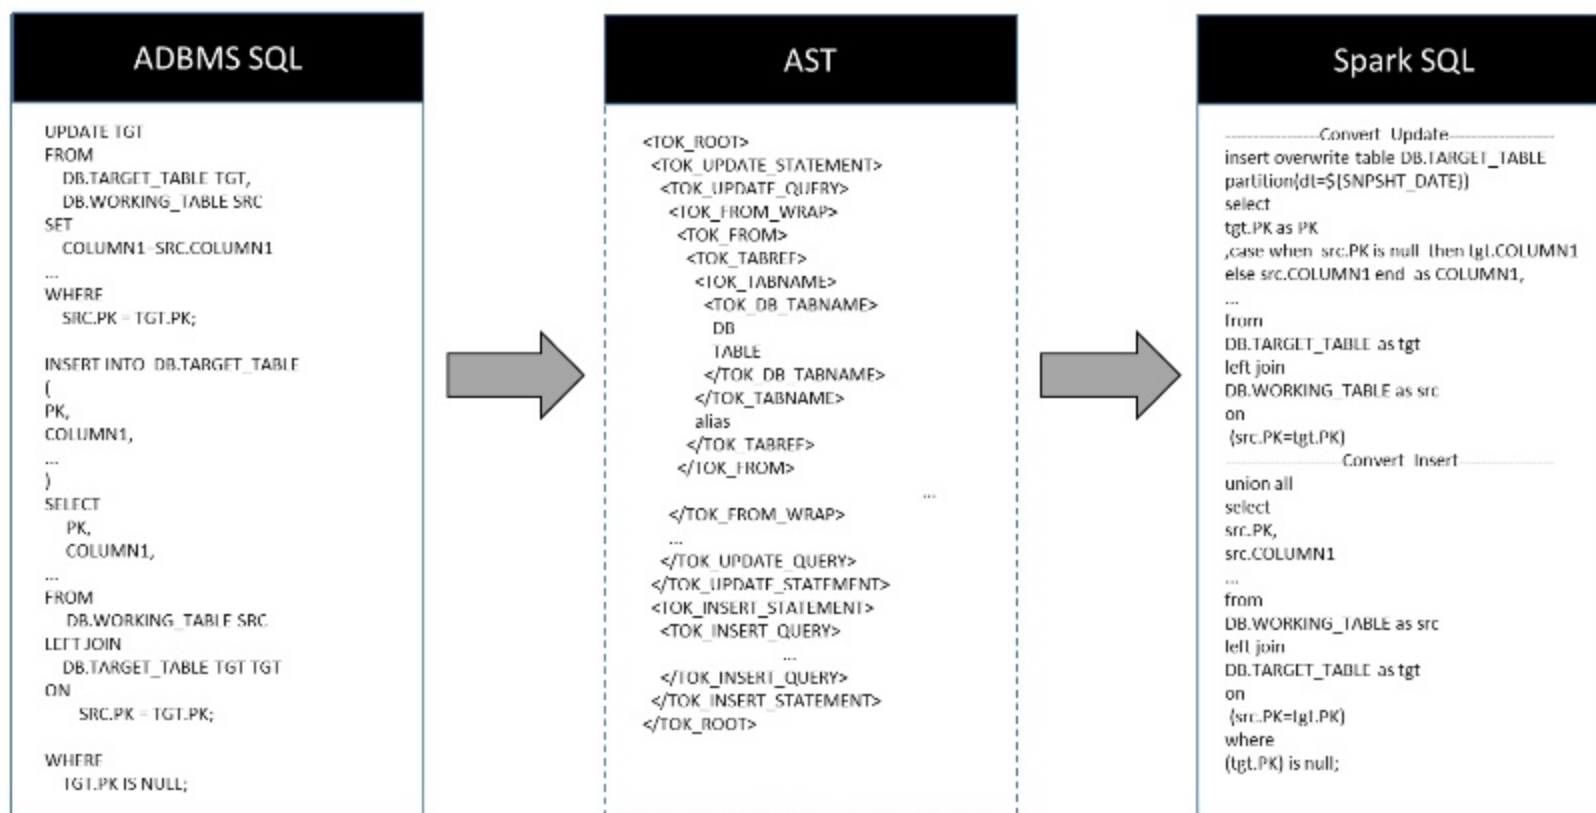 ADBMS SQL
UPDATE TGT
FROM
DB.TARGET_TABLE TGT,
DB.WORKING_TABLE SRC
SET
COLUMN1=SRC.COLUMN1
...
WHERE
SRC.PK = TGT.PK;
INSERT INTO DB.TARGET_TABLE
(
PK,
COLUMN1,
...
)
SELECT
PK,
COLUMN1,
...
FROM
DB.WORKING_TABLE SRC
LEFT JOIN
DB.TARGET_TABLE TGT TGT
ON
SRC.PK = TGT.PK;
WHERE
TGT.PK IS NULL;
AST
<TOK_ROOT>
<TOK_UPDATE_STATEMENT>
<TOK_UPDATE_QUERY>
<TOK_FROM_WRAP>
<TOK_FROM>
<TOK_TABREF>
<TOK_TABNAME>
<TOK_DB_TABNAME>
DB
TABLE
</TOK_DB_TABNAME>
</TOK_TABNAME>
alias
</TOK_TABREF>
</TOK_FROM>
...
</TOK_FROM_WRAP>
...
</TOK_UPDATE_QUERY>
</TOK_UPDATE_STATEMENT>
<TOK_INSERT_STATEMENT>
<TOK_INSERT_QUERY>
...
</TOK_INSERT_QUERY>
</TOK_INSERT_STATEMENT>
</TOK_ROOT>
Spark SQL
--------------------Convert Update--------------------
insert overwrite table DB.TARGET_TABLE
partition(dt=${SNPSHT_DATE})
select
tgt.PK as PK
,case when src.PK is null then tgt.COLUMN1
else src.COLUMN1 end as COLUMN1,
...
from
DB.TARGET_TABLE as tgt
left join
DB.WORKING_TABLE as src
on
(src.PK=tgt.PK)
--------------------Convert Insert--------------------
union all
select
src.PK,
src.COLUMN1
...
from
DB.WORKING_TABLE as src
left join
DB.TARGET_TABLE as tgt
on
(src.PK=tgt.PK)
where
(tgt.PK) is null;